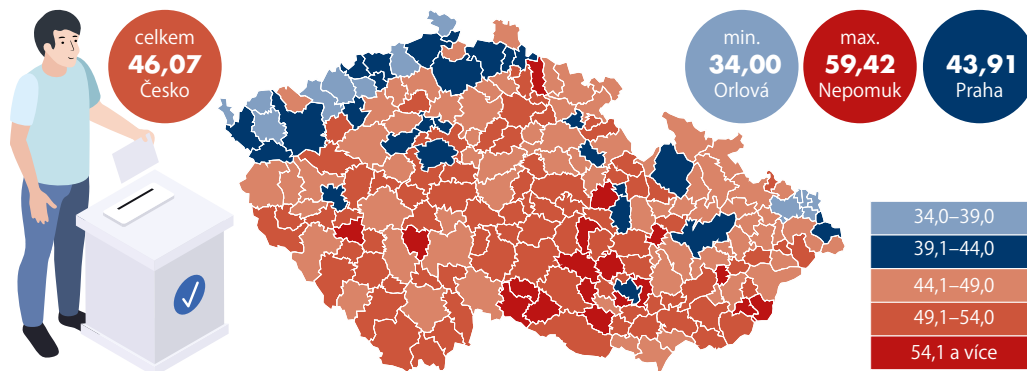 celkem
46,07
Česko
min.
34,00
Orlová
max.
59,42
Nepomuk
43,91
Praha
34,0–39,0
39,1–44,0
44,1–49,0
49,1–54,0
54,1 a více